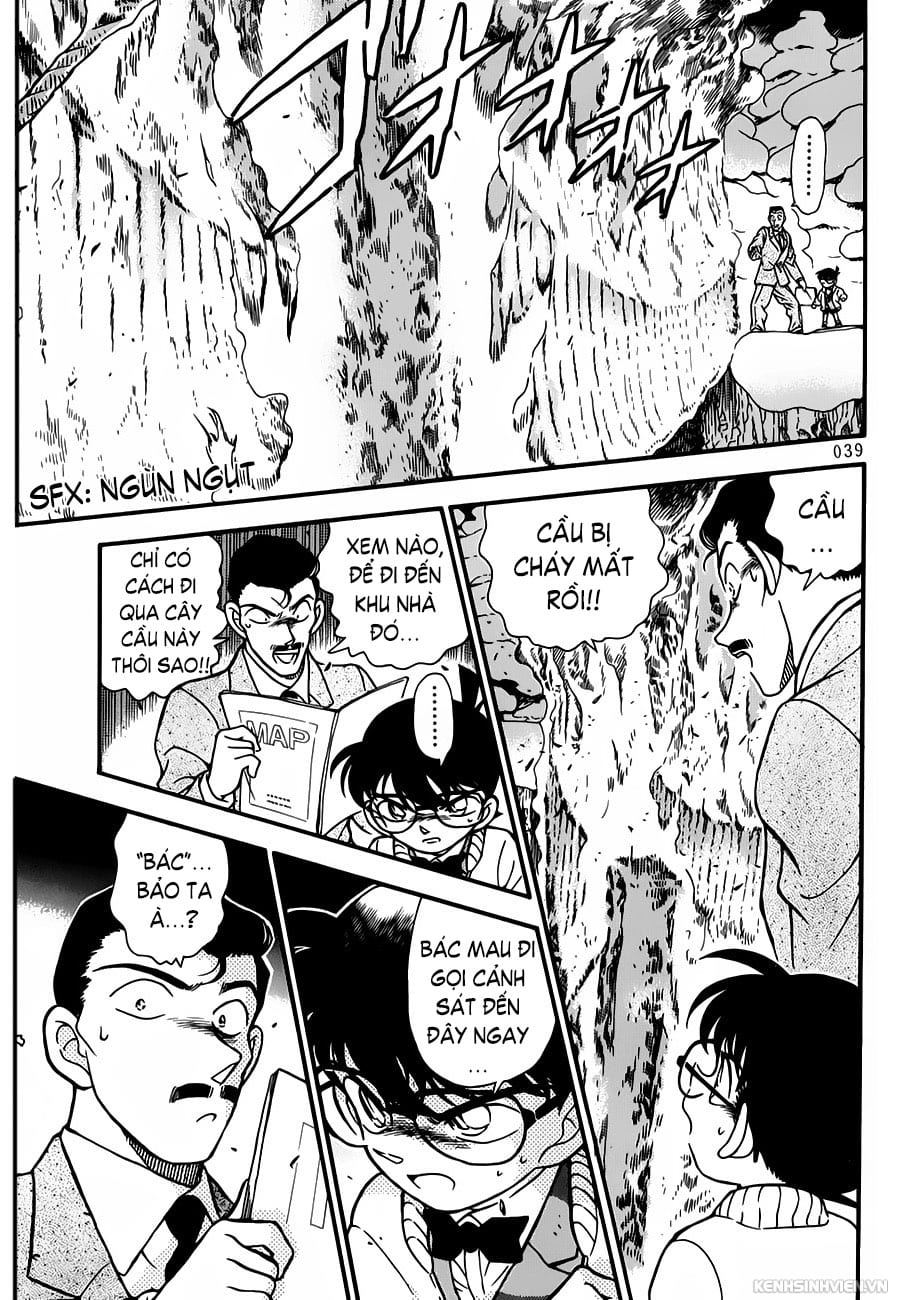 ゴオオオオ
………
039
SFX: NGÙN NGỤT
CẦU
...
CẦU BỊ
CHÁY MẤT
RỒI!!
XEM NÀO,
ĐỂ ĐI ĐẾN
KHU NHÀ
ĐÓ...
CHỈ CÓ
CÁCH ĐI
QUA CÂY
CẦU NÀY
THÔI SAO!!
MAP
………
BÁC MAU ĐI
GỌI CẢNH
SÁT ĐẾN
ĐÂY NGAY
...
"BÁC"...
BẢO TA
À...?
KENHSINHVIEN.VN